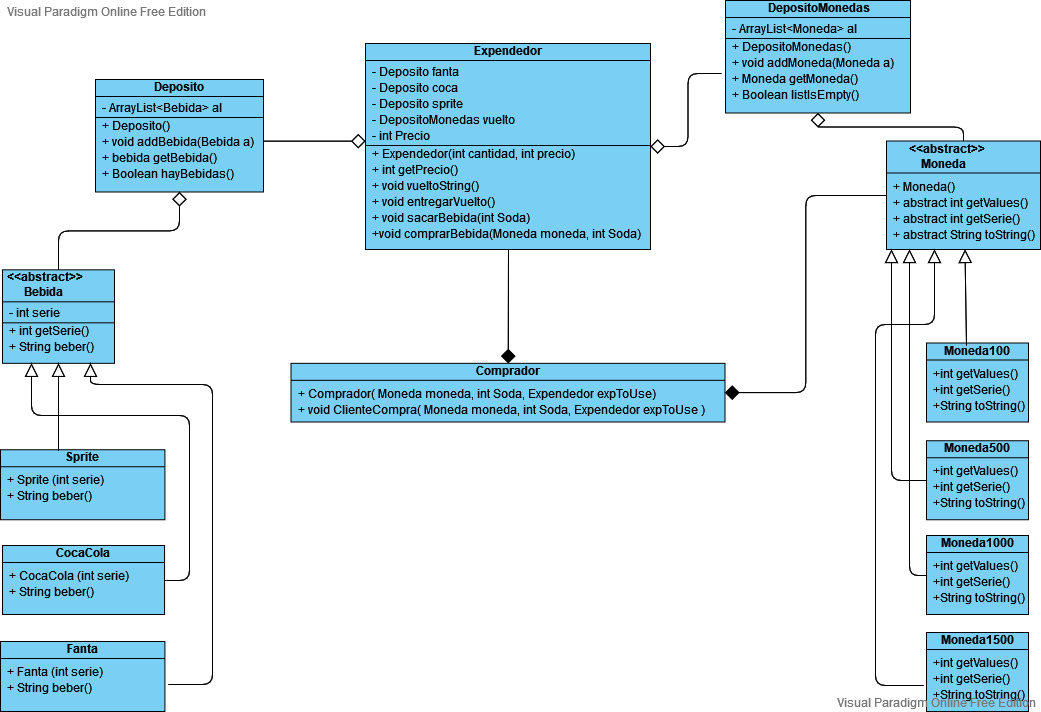 Visual Paradigm Online Free Edition
DepositoMonedas
- ArrayList<Moneda> al
+ DepositoMonedas()
+ void addMoneda(Moneda a)
+ Moneda getMoneda()
+ Boolean listIsEmpty()
Expendedor
- Deposito fanta
- Deposito coca
- Deposito sprite
- DepositoMonedas vuelto
- int Precio
+ Expendedor(int cantidad, int precio)
+ int getPrecio()
+ void vueltoString()
+ void entregarVuelto()
+ void sacarBebida(int Soda)
+void comprarBebida(Moneda moneda, int Soda)
Deposito
- ArrayList<Bebida> al
+ Deposito()
+ void addBebida(Bebida a)
+ bebida getBebida()
+ Boolean hayBebidas()
<<abstract>>
Moneda
+ Moneda()
+ abstract int getValues()
+ abstract int getSerie()
+ abstract String toString()
<<abstract>>
Bebida
- int serie
+ int getSerie()
+ String beber()
Comprador
+ Comprador( Moneda moneda, int Soda, Expendedor expToUse)
+ void ClienteCompra( Moneda moneda, int Soda, Expendedor expToUse )
Moneda100
+int getValues()
+int getSerie()
+String toString()
Sprite
+ Sprite (int serie)
+ String beber()
Moneda500
+int getValues()
+int getSerie()
+String toString()
CocaCola
+ CocaCola (int serie)
+ String beber()
Moneda1000
+int getValues()
+int getSerie()
+String toString()
Fanta
+ Fanta (int serie)
+ String beber()
Moneda1500
+int getValues()
+int getSerie()
+String toString()
Visual Paradigm Online Free Edition